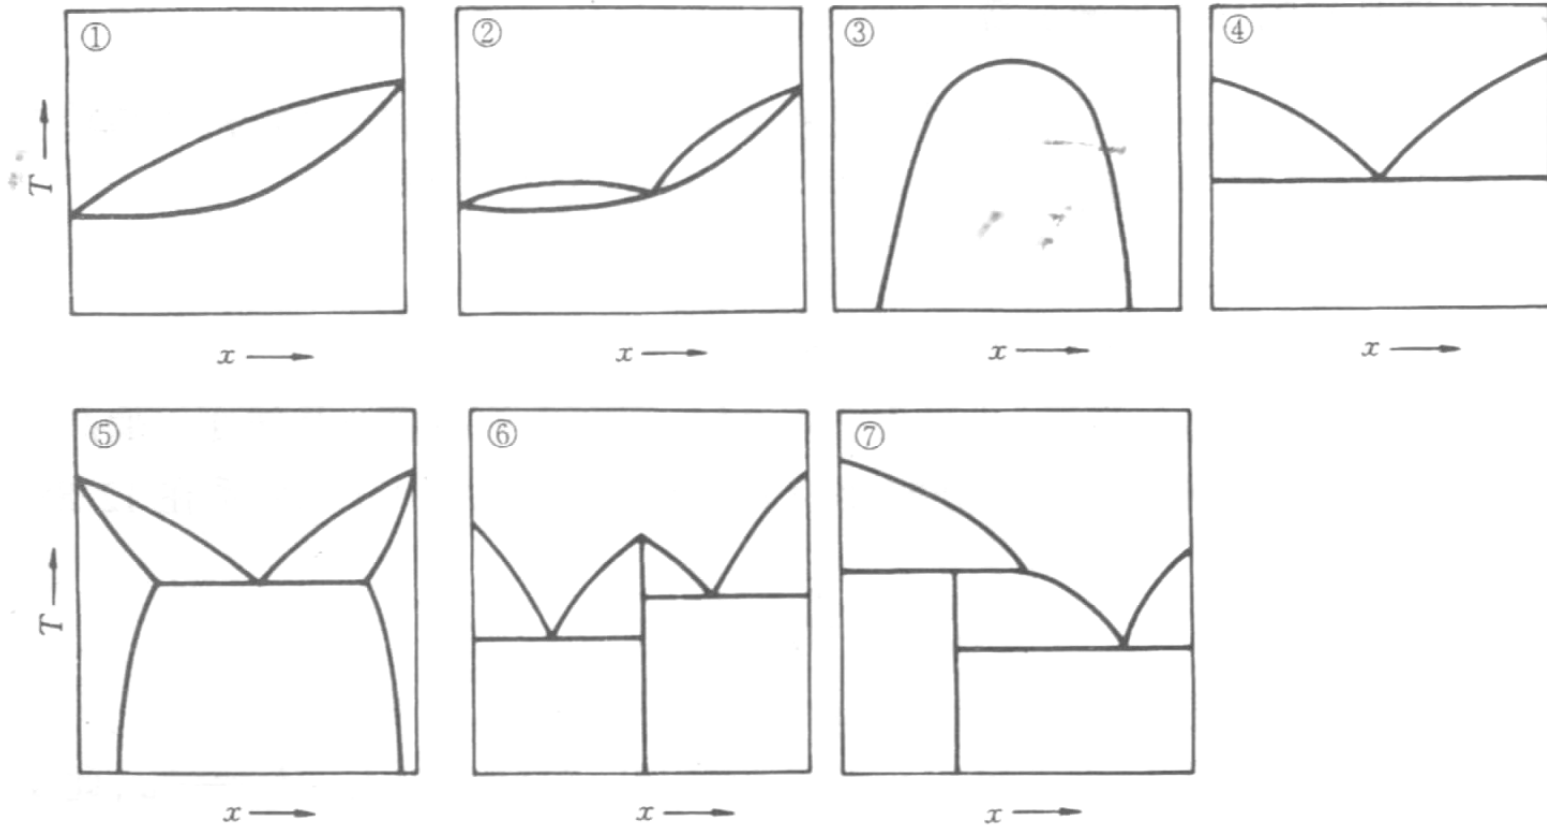 ① ② ③ ④
T
x x x x
⑤ ⑥ ⑦
T
x x x